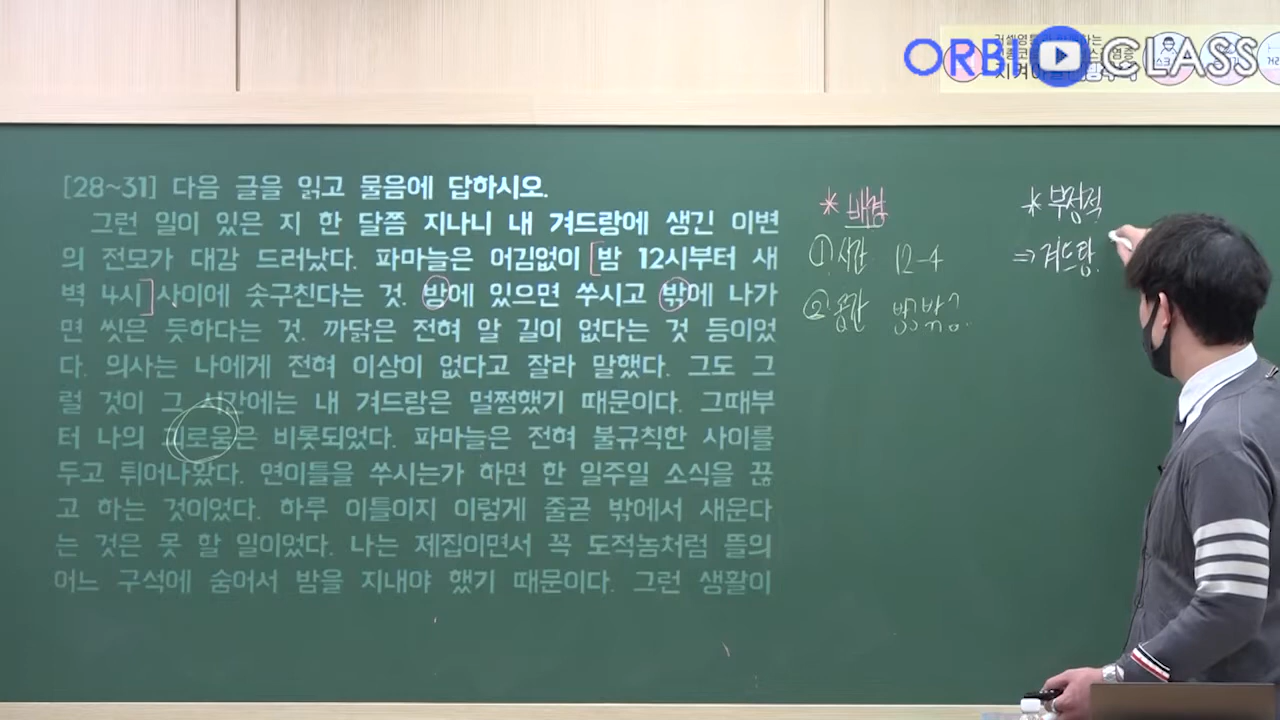 ORBI CLASS
[28~31] 다음 글을 읽고 물음에 답하시오.
그런 일이 있은 지 한 달쯤 지나니 내 겨드랑에 생긴 이변
의 전모가 대강 드러났다. 파마늘은 어김없이 [밤 12시부터 새
벽 4시] 사이에 솟구친다는 것. 방에 있으면 쑤시고 밖에 나가
면 씻은 듯하다는 것. 까닭은 전혀 알 길이 없다는 것 등이었
다. 의사는 나에게 전혀 이상이 없다고 잘라 말했다. 그도 그
럴 것이 그 시간에는 내 겨드랑은 멀쩡했기 때문이다. 그때부
터 나의 괴로움은 비롯되었다. 파마늘은 전혀 불규칙한 사이를
두고 튀어나왔다. 연이틀을 쑤시는가 하면 한 일주일 소식을 끊
고 하는 것이었다. 하루 이틀이지 이렇게 줄곧 밖에서 새운다
는 것은 못 할 일이었다. 나는 제집이면서 꼭 도적놈처럼 뜰의
어느 구석에 숨어서 밤을 지내야 했기 때문이다. 그런 생활이
* 배경
① 시간 12-4
② 공간
* 부정적
⇒ 겨드랑